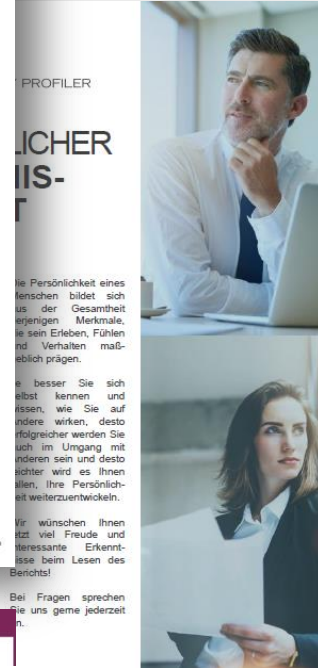 PROFILER
LICHER
NIS-
T
Die Persönlichkeit eines
Menschen bildet sich
aus der Gesamtheit
derjenigen Merkmale,
die sein Erleben, Fühlen
und Verhalten maß-
geblich prägen.
Je besser Sie sich
selbst kennen und
wissen, wie Sie auf
andere wirken, desto
erfolgreicher werden Sie
auch im Umgang mit
anderen sein und desto
leichter wird es Ihnen
fallen, Ihre Persönlich-
keit weiterzuentwickeln.
Wir wünschen Ihnen
jetzt viel Freude und
interessante Erkennt-
nisse beim Lesen des
Berichts!
Bei Fragen sprechen
Sie uns gerne jederzeit
an.